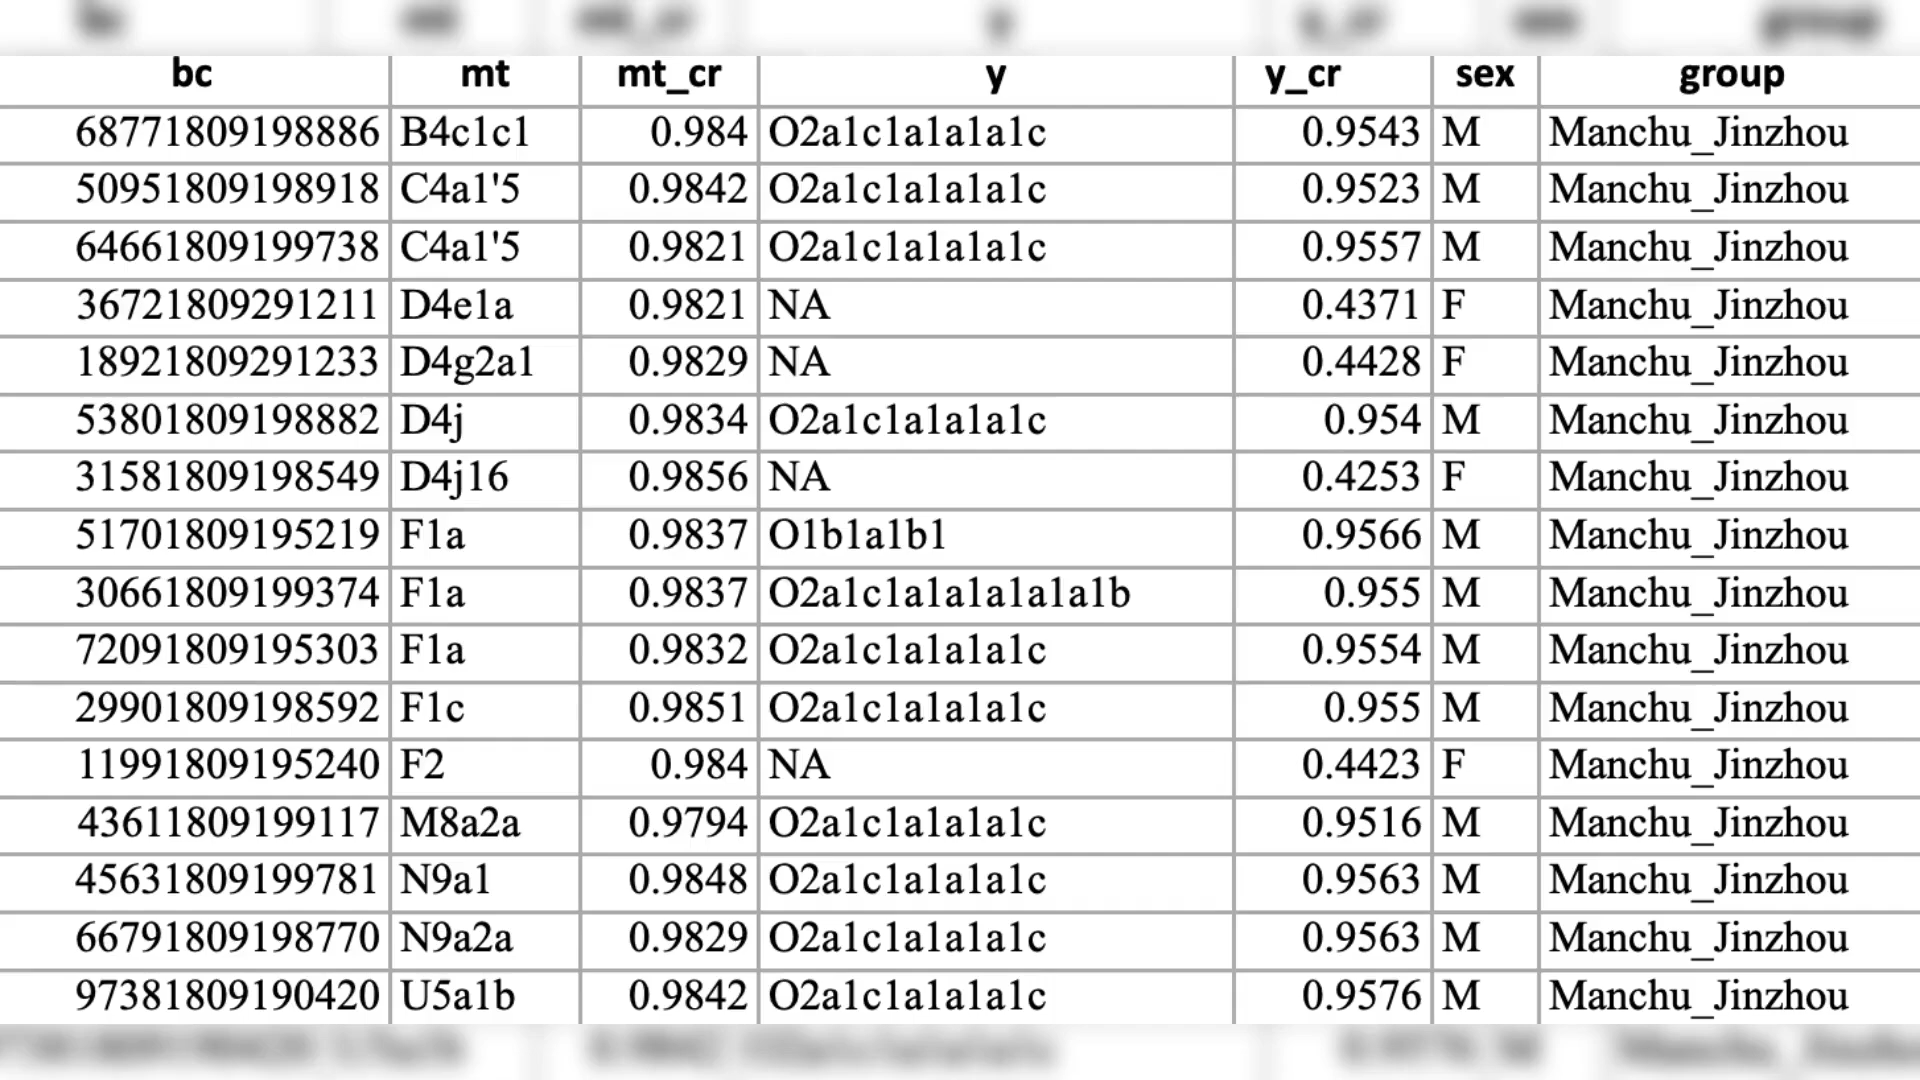 bc mt mt_cr y y_cr sex group
68771809198886 B4c1c1 0.984 O2a1c1a1a1a1c 0.9543 M Manchu_Jinzhou
50951809198918 C4a1'5 0.9842 O2a1c1a1a1a1c 0.9523 M Manchu_Jinzhou
64661809199738 C4a1'5 0.9821 O2a1c1a1a1a1c 0.9557 M Manchu_Jinzhou
36721809291211 D4e1a 0.9821 NA 0.4371 F Manchu_Jinzhou
18921809291233 D4g2a1 0.9829 NA 0.4428 F Manchu_Jinzhou
53801809198882 D4j 0.9834 O2a1c1a1a1a1c 0.954 M Manchu_Jinzhou
31581809198549 D4j16 0.9856 NA 0.4253 F Manchu_Jinzhou
51701809195219 F1a 0.9837 O1b1a1b1 0.9566 M Manchu_Jinzhou
30661809199374 F1a 0.9837 O2a1c1a1a1a1a1a1b 0.955 M Manchu_Jinzhou
72091809195303 F1a 0.9832 O2a1c1a1a1a1c 0.9554 M Manchu_Jinzhou
29901809198592 F1c 0.9851 O2a1c1a1a1a1c 0.955 M Manchu_Jinzhou
11991809195240 F2 0.984 NA 0.4423 F Manchu_Jinzhou
43611809199117 M8a2a 0.9794 O2a1c1a1a1a1c 0.9516 M Manchu_Jinzhou
45631809199781 N9a1 0.9848 O2a1c1a1a1a1c 0.9563 M Manchu_Jinzhou
66791809198770 N9a2a 0.9829 O2a1c1a1a1a1c 0.9563 M Manchu_Jinzhou
97381809190420 U5a1b 0.9842 O2a1c1a1a1a1c 0.9576 M Manchu_Jinzhou